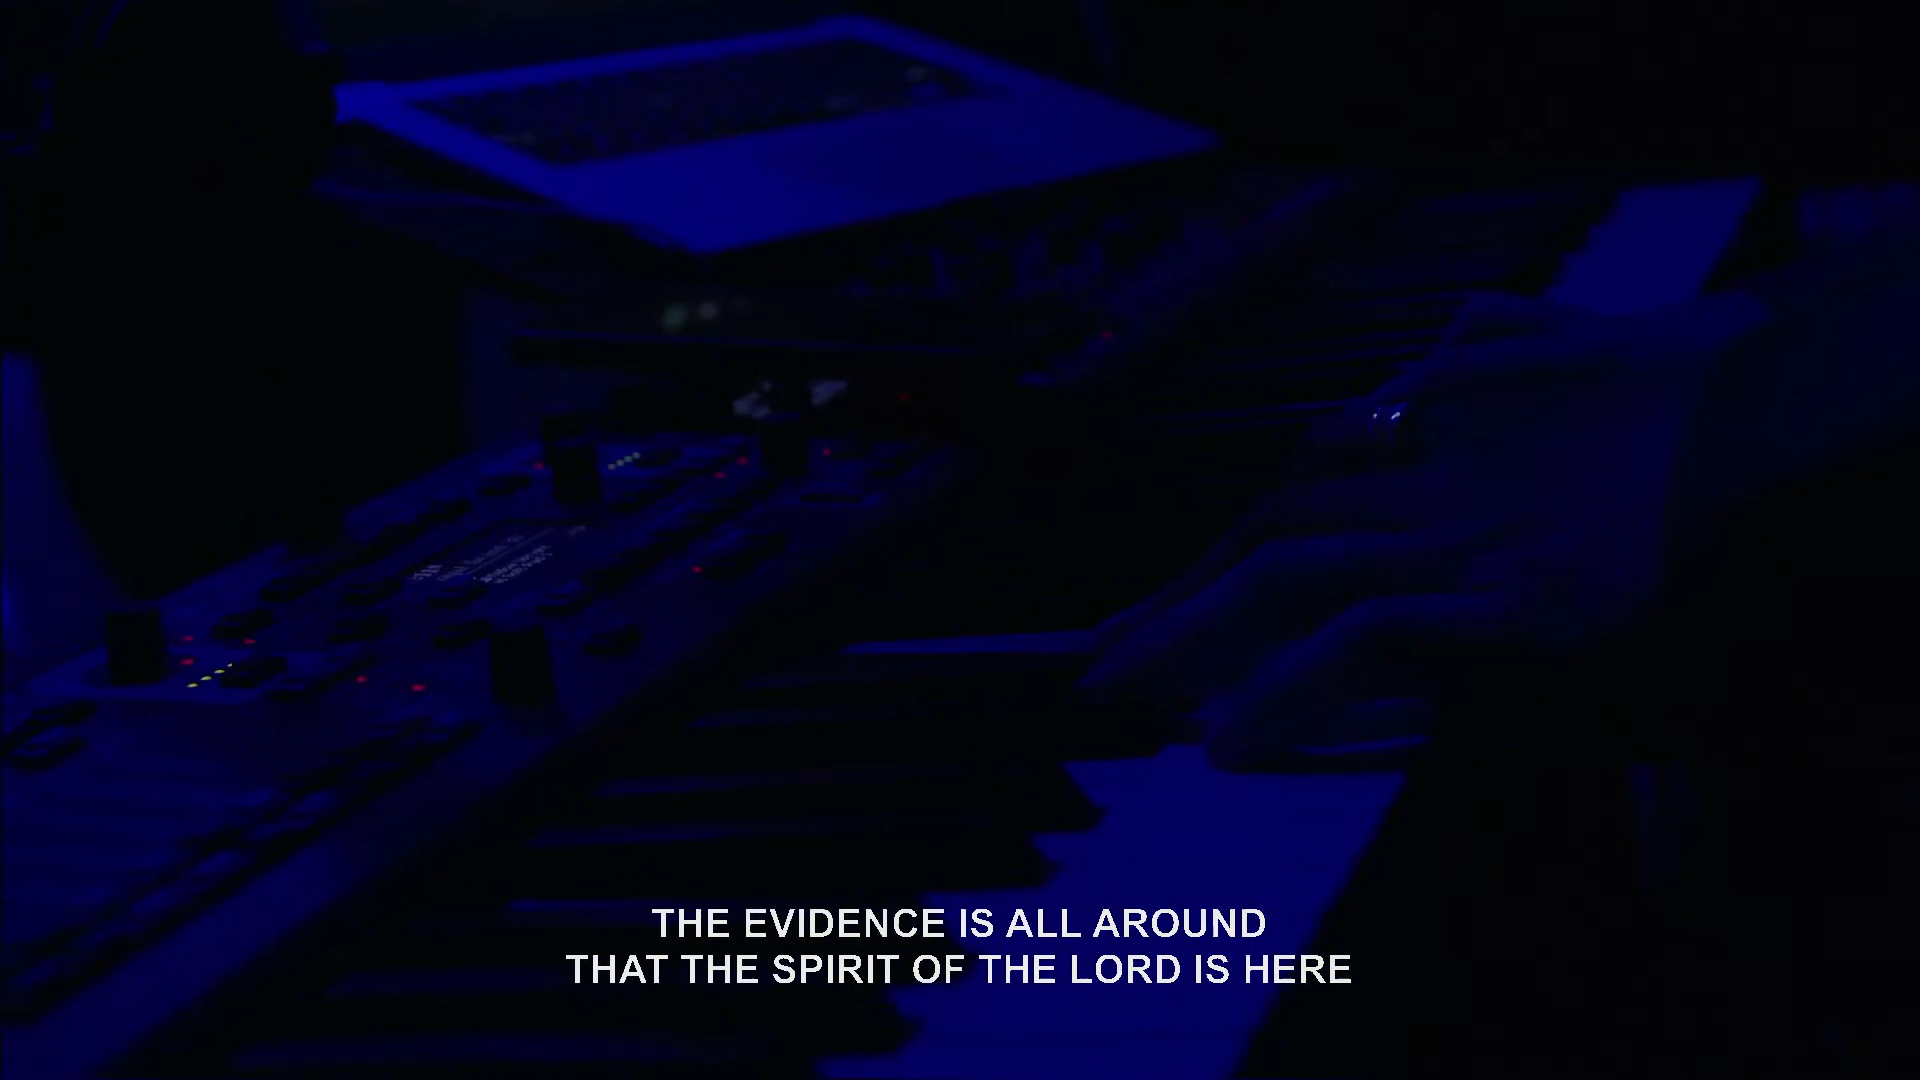 THE EVIDENCE IS ALL AROUND
THAT THE SPIRIT OF THE LORD IS HERE